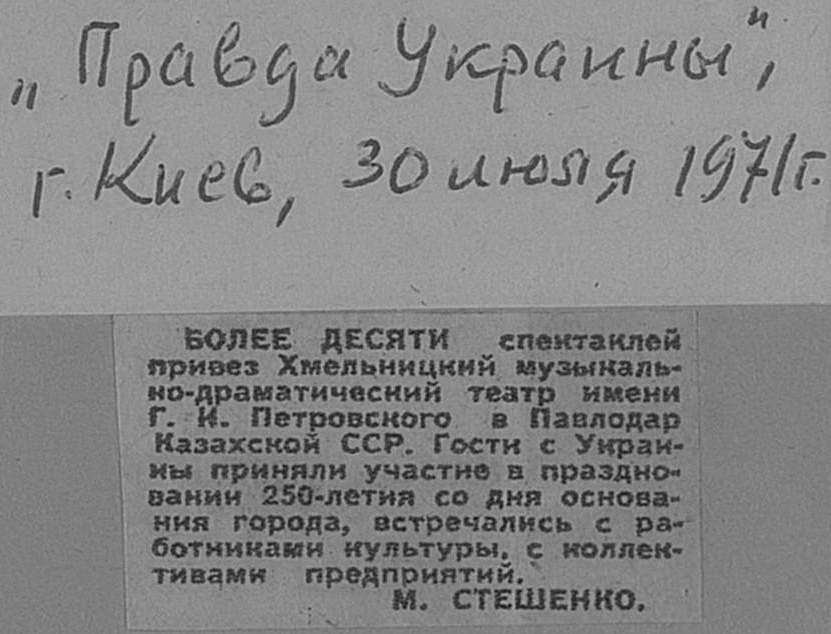 „Правда Украины",
г. Киев, 30 июля 1971 г.
БОЛЕЕ ДЕСЯТИ спектаклей
привез Хмельницкий музыкаль-
но-драматический театр имени
Г. И. Петровского в Павлодар
Казахской ССР. Гости с Украи-
ны приняли участие в праздно-
вании 250-летия со дня основа-
ния города, встречались с ра-
ботниками культуры, с коллек-
тивами предприятий.
М. СТЕШЕНКО.